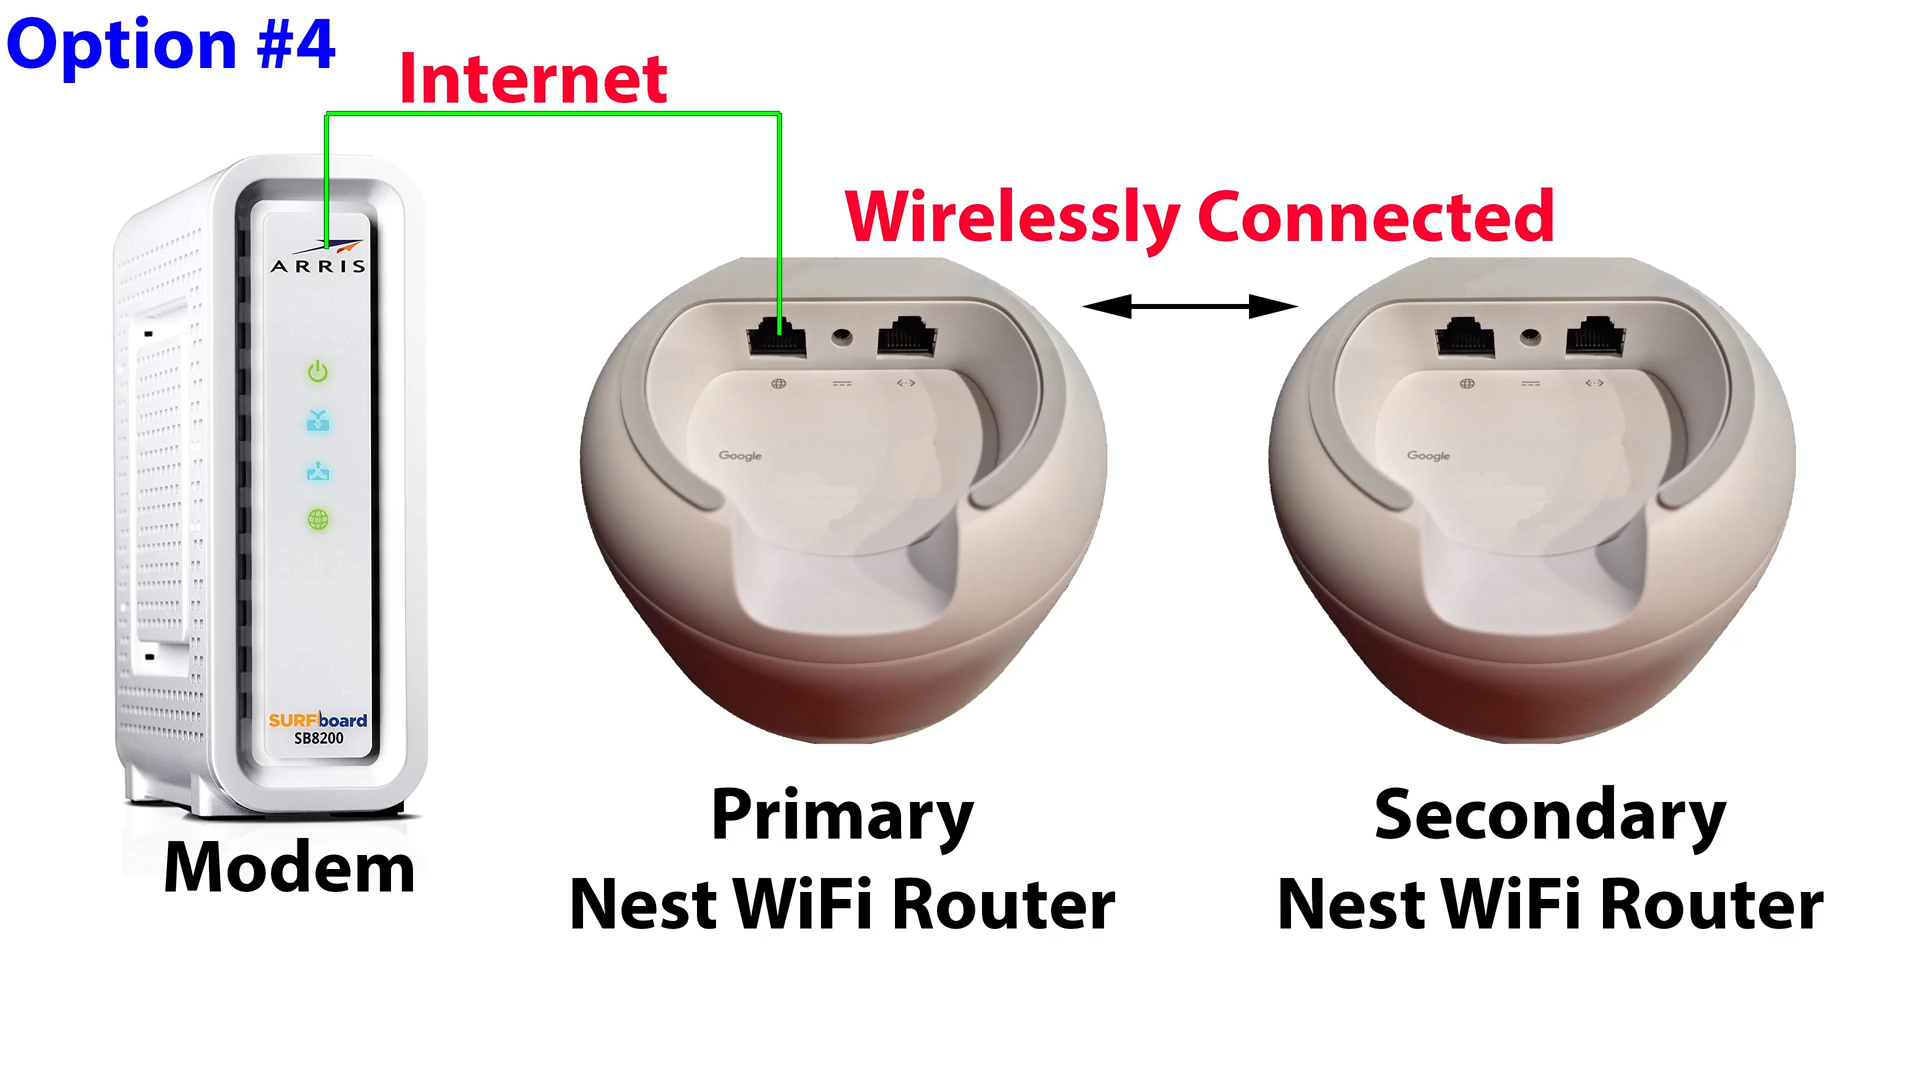 Option #4
Internet
Wirelessly Connected
ARRIS
Google
Google
SURFboard
SB8200
Modem
Primary
Nest WiFi Router
Secondary
Nest WiFi Router